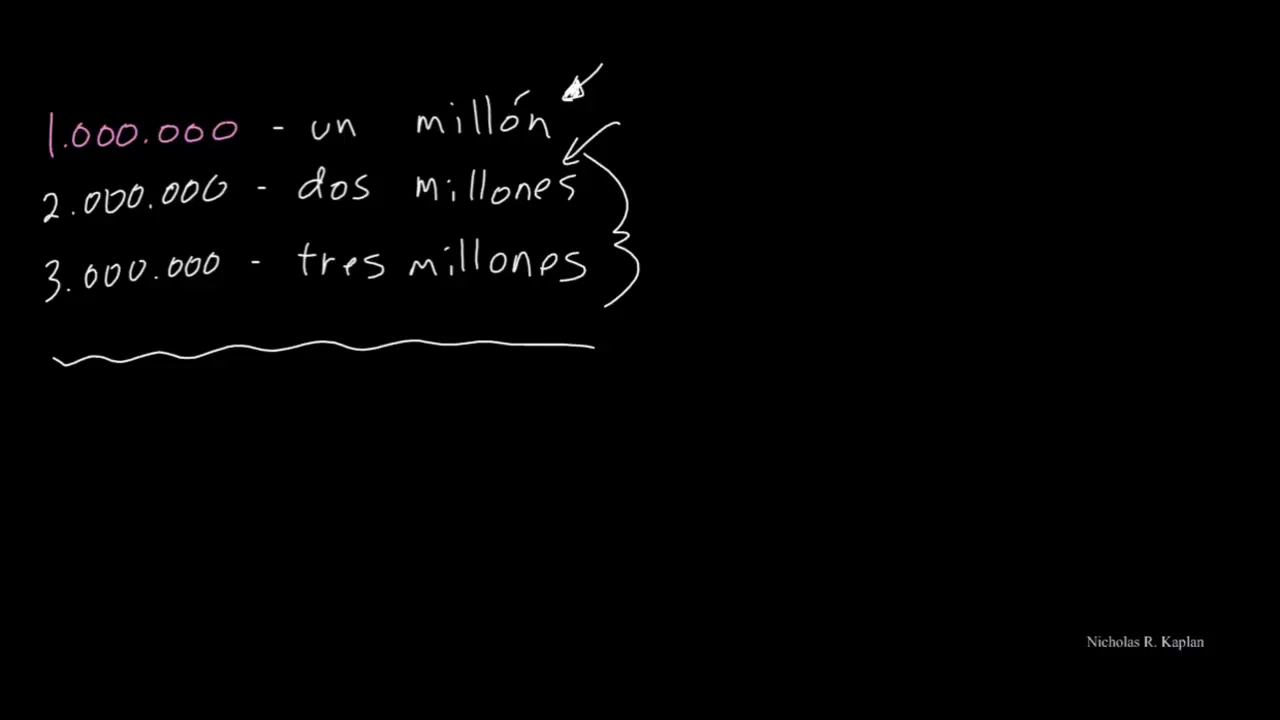 1.000.000 - un millón
2.000.000 - dos millones
3.000.000 - tres millones
Nicholas R. Kaplan